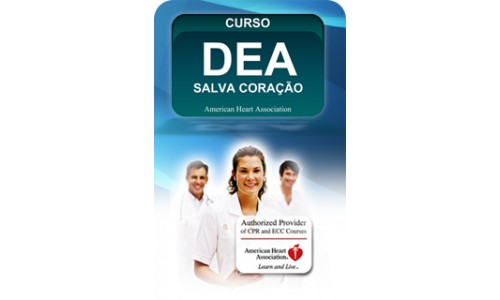 CURSO
DEA
SALVA CORAÇÃO
American Heart Association
Authorized Provider
of CPR and ECC Courses
American Heart
Association®
Learn and Live℠